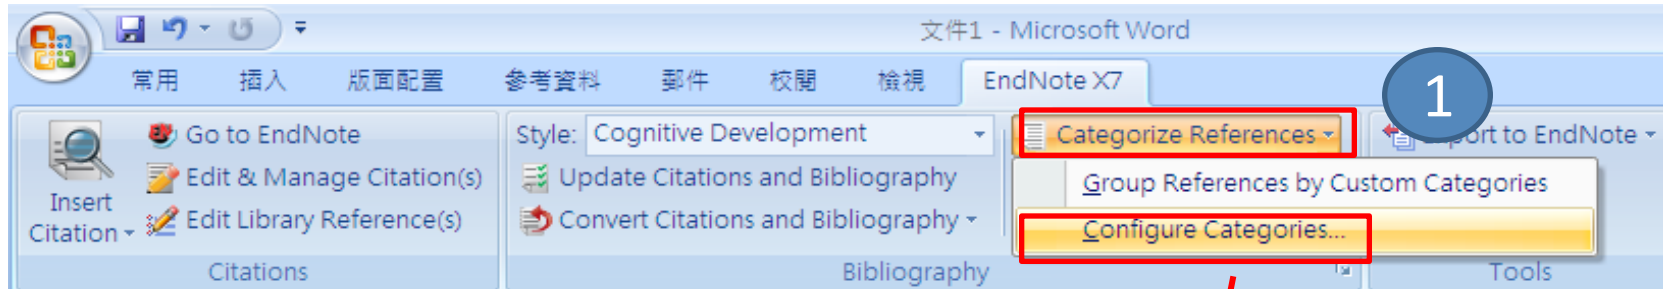 文件1 - Microsoft Word
常用 插入 版面配置 參考資料 郵件 校閱 檢視 EndNote X7
1
Go to EndNote
Edit & Manage Citation(s)
Edit Library Reference(s)
Insert
Citation
Citations
Style: Cognitive Development
Update Citations and Bibliography
Convert Citations and Bibliography
Bibliography
Categorize References
Group References by Custom Categories
Configure Categories...
port to EndNote
Tools